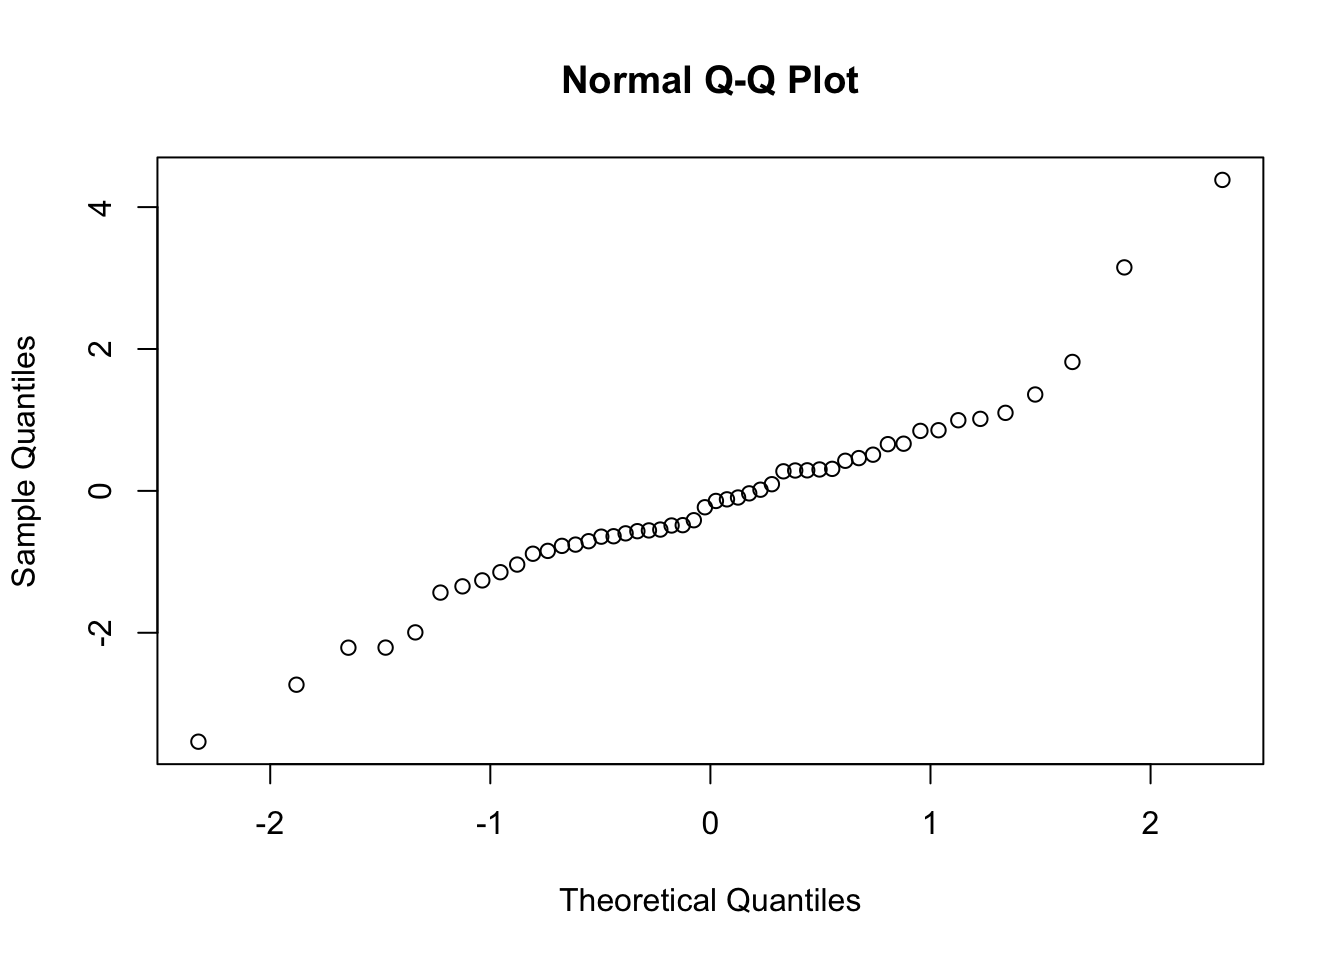 Normal Q-Q Plot
Sample Quantiles
4
2
0
-2
-2 -1 0 1 2
Theoretical Quantiles